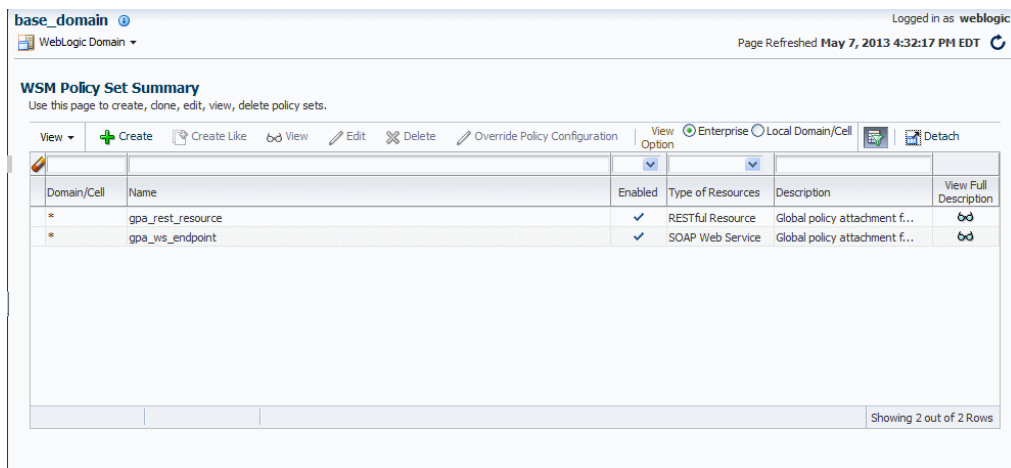 base_domain
Logged in as weblogic
WebLogic Domain
Page Refreshed May 7, 2013 4:32:17 PM EDT
WSM Policy Set Summary
Use this page to create, clone, edit, view, delete policy sets.
View Create Create Like View Edit Delete Override Policy Configuration View Option Enterprise Local Domain/Cell Detach
Domain/Cell Name Enabled Type of Resources Description View Full Description
* gpa_rest_resource RESTful Resource Global policy attachment f...
* gpa_ws_endpoint SOAP Web Service Global policy attachment f...
Showing 2 out of 2 Rows